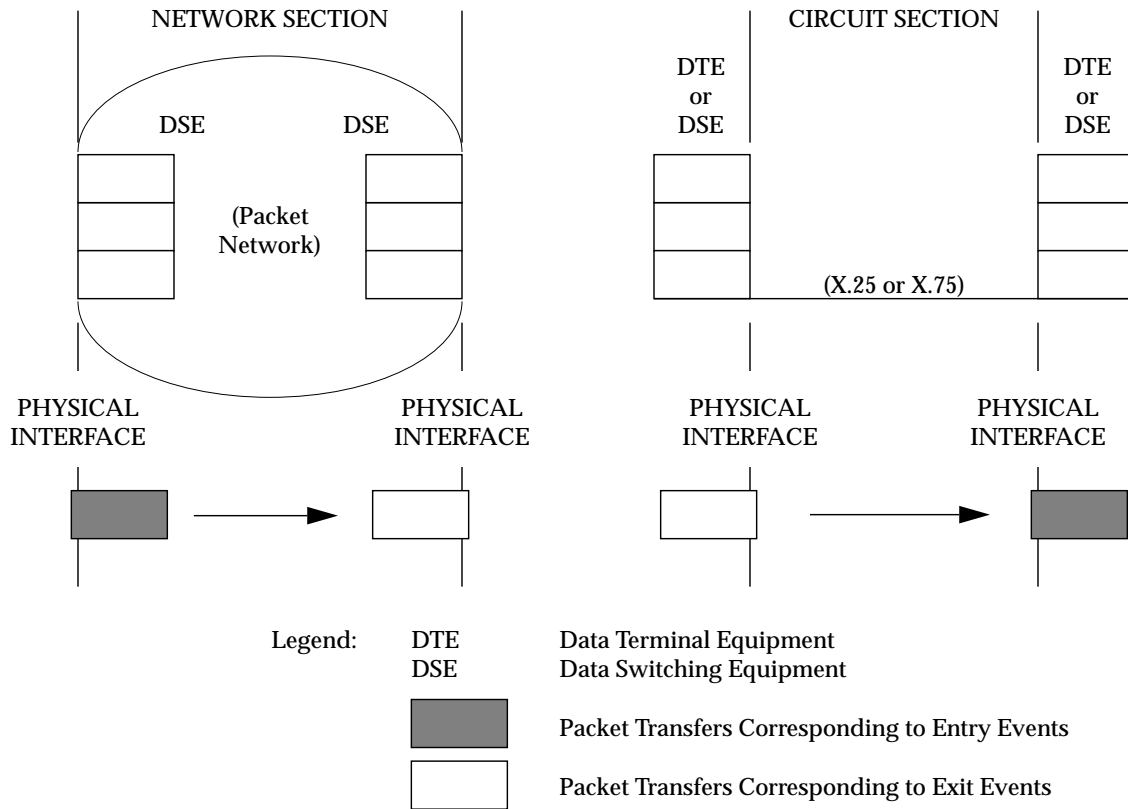 NETWORK SECTION
CIRCUIT SECTION
DSE
DSE
DTE
or
DSE
DTE
or
DSE
(Packet
Network)
(X.25 or X.75)
PHYSICAL
INTERFACE
PHYSICAL
INTERFACE
PHYSICAL
INTERFACE
PHYSICAL
INTERFACE
Legend: DTE Data Terminal Equipment
DSE Data Switching Equipment
Packet Transfers Corresponding to Entry Events
Packet Transfers Corresponding to Exit Events